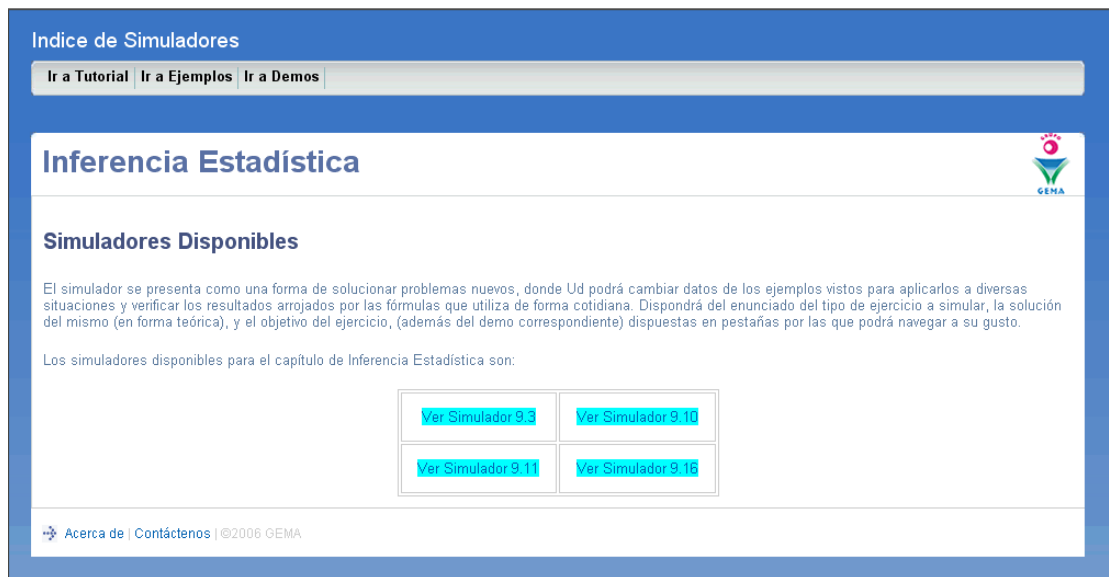 Indice de Simuladores
Ir a Tutorial Ir a Ejemplos Ir a Demos
Inferencia Estadística
GRUPO
GEMA
Simuladores Disponibles
El simulador se presenta como una forma de solucionar problemas nuevos, donde Ud podrá cambiar datos de los ejemplos vistos para aplicarlos a diversas
situaciones y verificar los resultados arrojados por las fórmulas que utiliza de forma cotidiana. Dispondrá del enunciado del tipo de ejercicio a simular, la solución
del mismo (en forma teórica), y el objetivo del ejercicio, (además del demo correspondiente) dispuestas en pestañas por las que podrá navegar a su gusto.
Los simuladores disponibles para el capítulo de Inferencia Estadística son:
Ver Simulador 9.3 Ver Simulador 9.10
Ver Simulador 9.11 Ver Simulador 9.16
Acerca de | Contáctenos | ©2006 GEMA